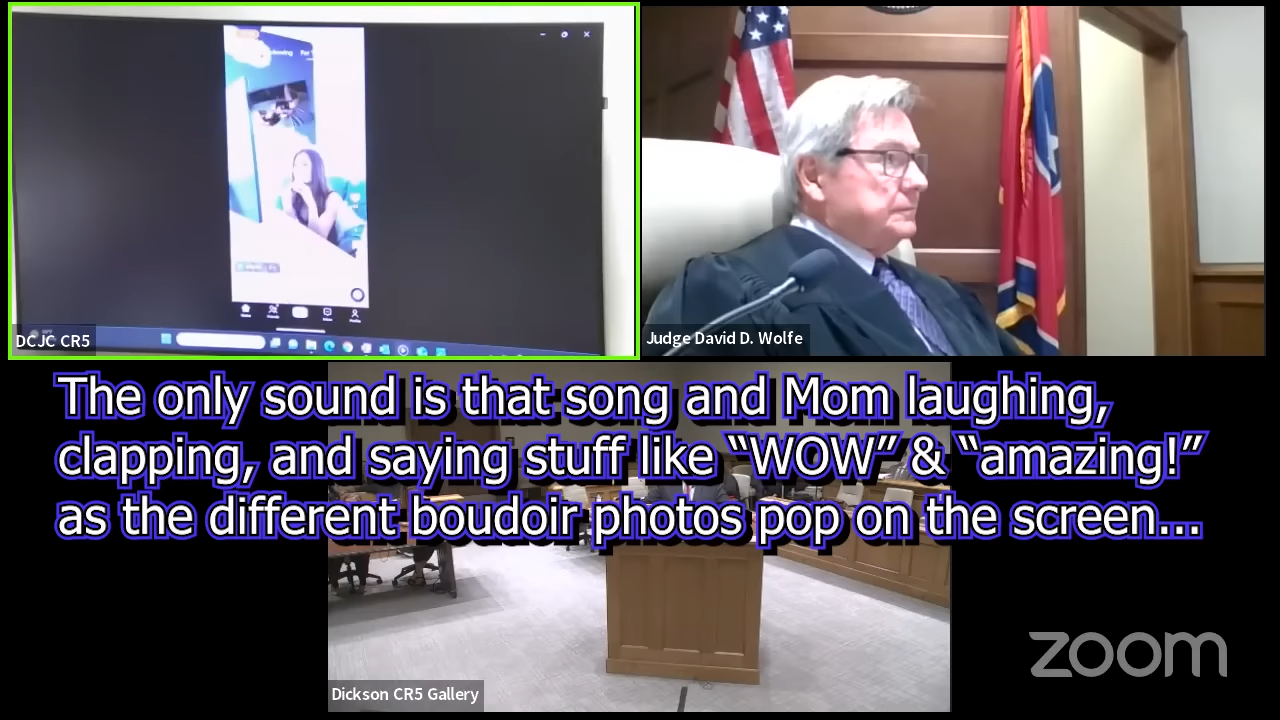 DCJC CR5
Judge David D. Wolfe
The only sound is that song and Mom laughing,
clapping, and saying stuff like “WOW” & “amazing!”
as the different boudoir photos pop on the screen...
Dickson CR5 Gallery
zoom